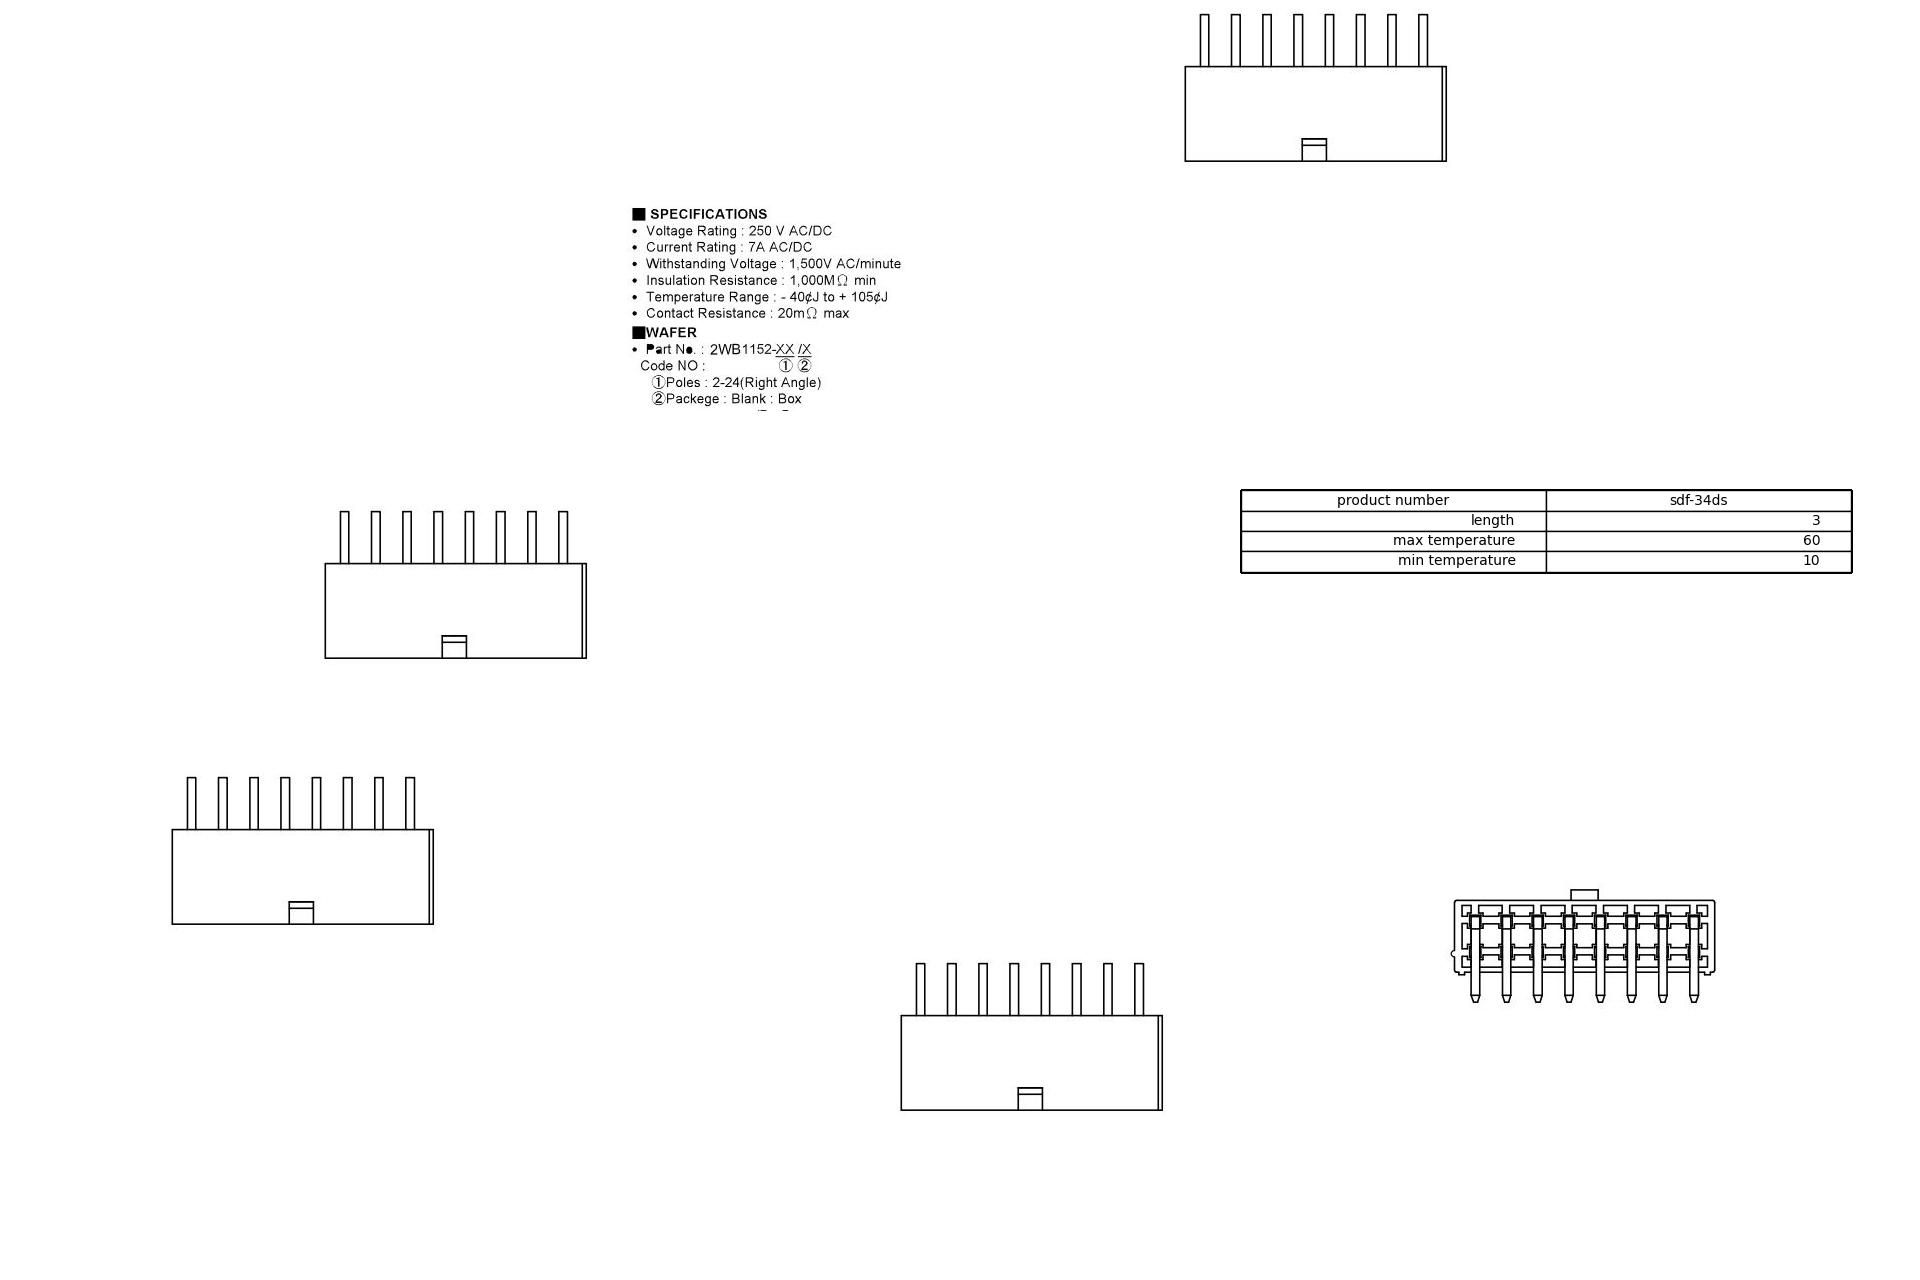 ■ SPECIFICATIONS
• Voltage Rating : 250 V AC/DC
• Current Rating : 7A AC/DC
• Withstanding Voltage : 1,500V AC/minute
• Insulation Resistance : 1,000MΩ min
• Temperature Range : - 40¢J to + 105¢J
• Contact Resistance : 20mΩ max
■WAFER
• Part No. : 2WB1152-XX /X
Code NO : ① ②
①Poles : 2-24(Right Angle)
②Packege : Blank : Box
product number sdf-34ds
length 3
max temperature 60
min temperature 10